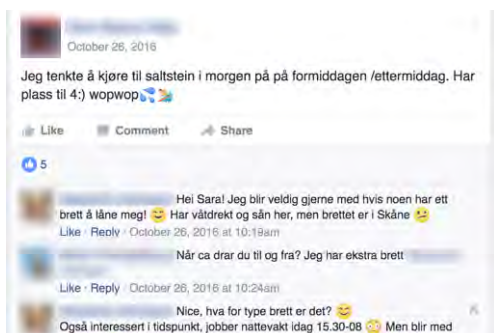 October 26, 2016
Jeg tenkte å kjøre til saltstein i morgen på på formiddagen /ettermiddag. Har
plass til 4:) wopwop💦🏄
Like Comment Share
5
Hei Sara! Jeg blir veldig gjerne med hvis noen har ett
brett å låne meg! 😄 Har våtdrekt og sån her, men brettet er i Skåne 😕
Like · Reply · October 26, 2016 at 10:19am
Når ca drar du til og fra? Jeg har ekstra brett
Like · Reply · October 26, 2016 at 10:24am
Nice, hva for type brett er det? 😄
Også interessert i tidspunkt, jobber nattevakt idag 15.30-08 😳 Men blir med